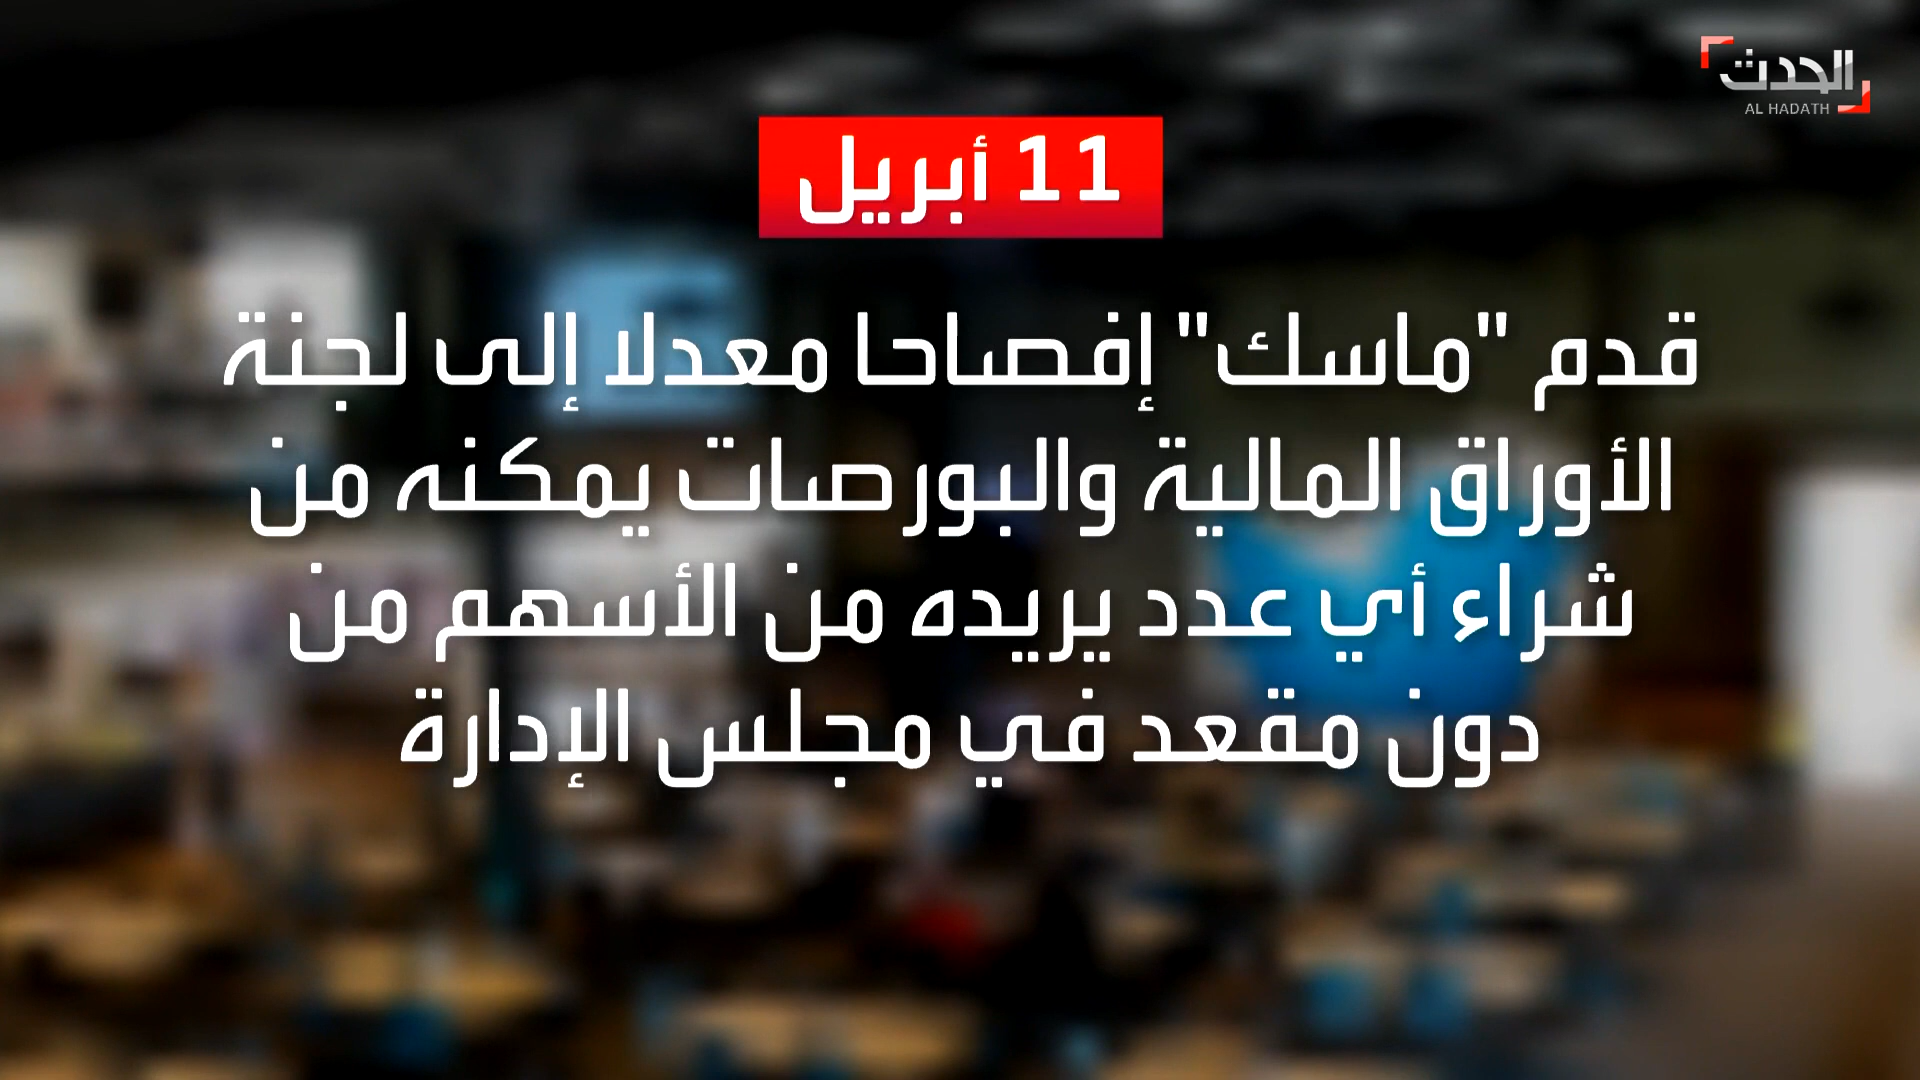 الحدث
AL HADATH
11 أبريل
قدم "ماسك" إفصاحا معدلا إلى لجنة
الأوراق المالية والبورصات يمكنه من
شراء أي عدد يريده من الأسهم من
دون مقعد في مجلس الإدارة